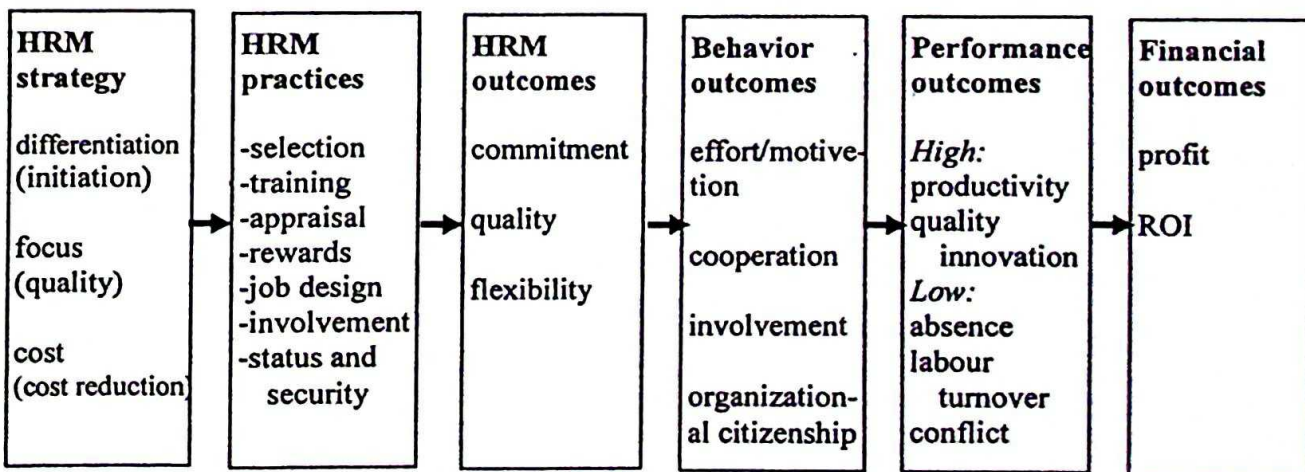 HRM
strategy
differentiation
(initiation)
focus
(quality)
cost
(cost reduction)
HRM
practices
-selection
-training
-appraisal
-rewards
-job design
-involvement
-status and
security
HRM
outcomes
commitment
quality
flexibility
Behavior
outcomes
effort/motive-
tion
cooperation
involvement
organization-
al citizenship
Performance
outcomes
High:
productivity
quality
innovation
Low:
absence
labour
turnover
conflict
Financial
outcomes
profit
ROI